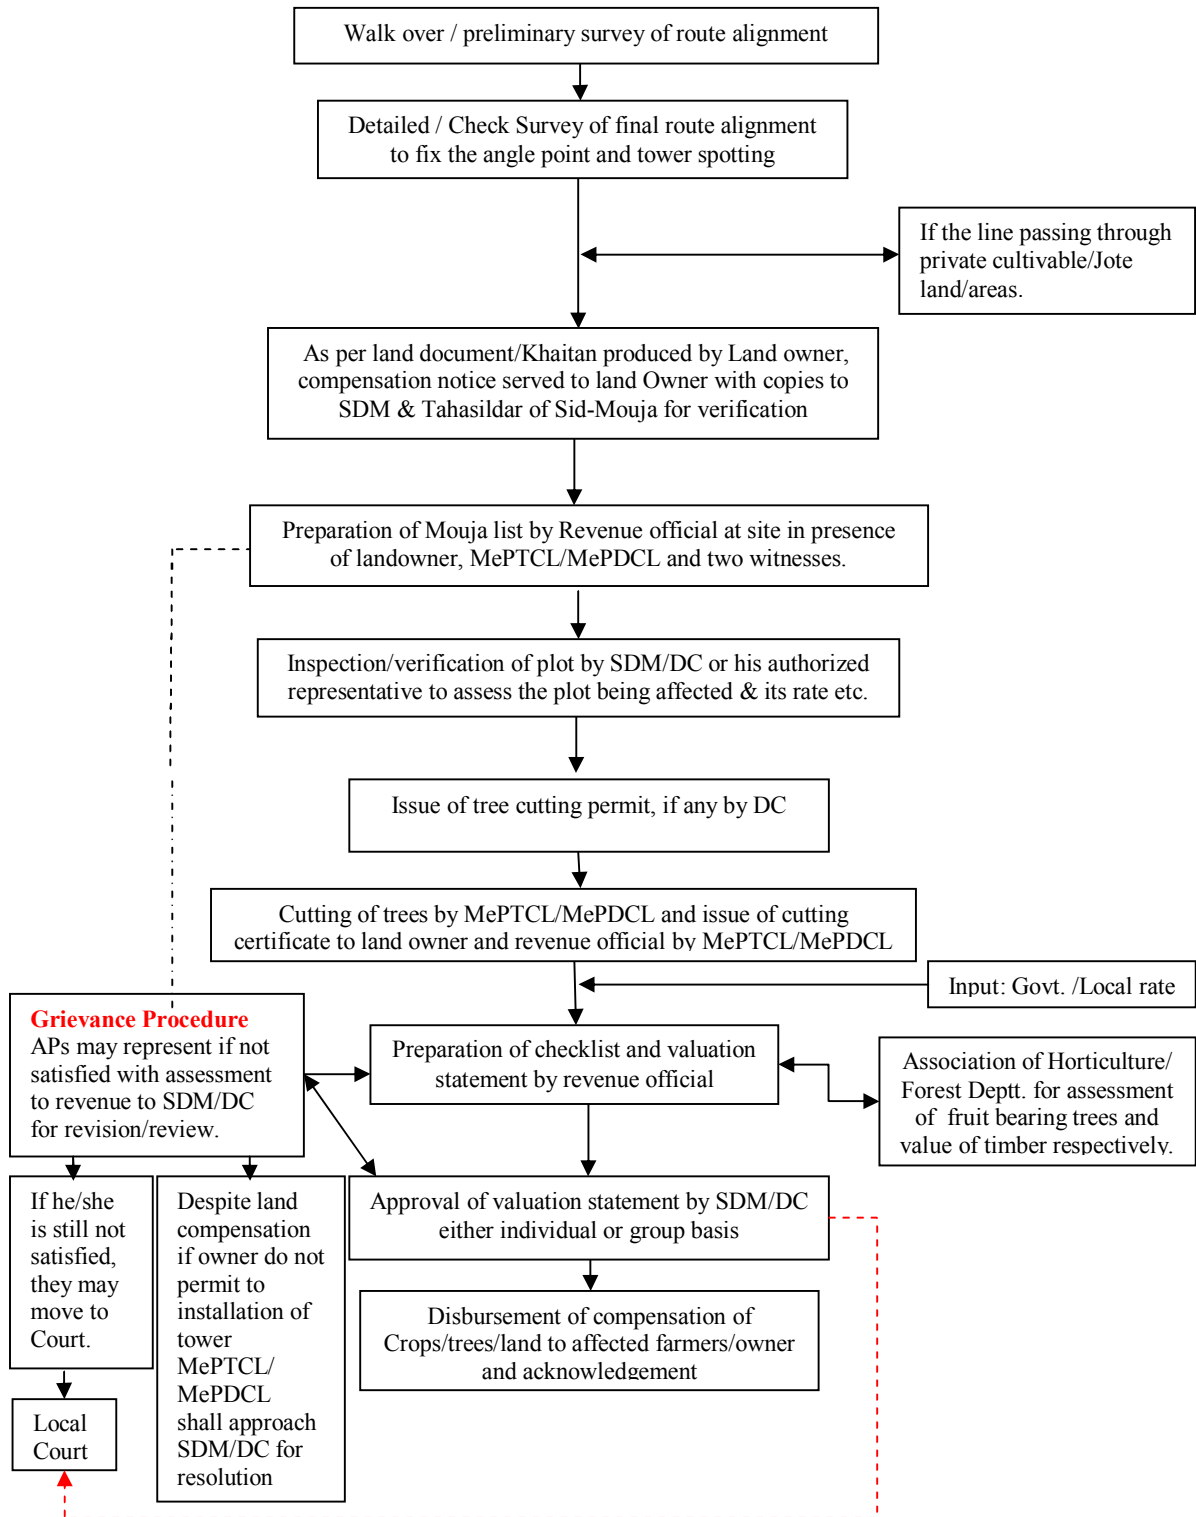 Walk over / preliminary survey of route alignment
Detailed / Check Survey of final route alignment
to fix the angle point and tower spotting
If the line passing through
private cultivable/Jote
land/areas.
As per land document/Khaitan produced by Land owner,
compensation notice served to land Owner with copies to
SDM & Tahasildar of Sid-Mouja for verification
Preparation of Mouja list by Revenue official at site in presence
of landowner, MePTCL/MePDCL and two witnesses.
Inspection/verification of plot by SDM/DC or his authorized
representative to assess the plot being affected & its rate etc.
Issue of tree cutting permit, if any by DC
Cutting of trees by MePTCL/MePDCL and issue of cutting
certificate to land owner and revenue official by MePTCL/MePDCL
Input: Govt. /Local rate
Grievance Procedure
APs may represent if not
satisfied with assessment
to revenue to SDM/DC
for revision/review.
Preparation of checklist and valuation
statement by revenue official
Association of Horticulture/
Forest Deptt. for assessment
of fruit bearing trees and
value of timber respectively.
If he/she
is still not
satisfied,
they may
move to
Court.
Despite land
compensation
if owner do not
permit to
installation of
tower
MePTCL/
MePDCL
shall approach
SDM/DC for
resolution
Approval of valuation statement by SDM/DC
either individual or group basis
Disbursement of compensation of
Crops/trees/land to affected farmers/owner
and acknowledgement
Local
Court